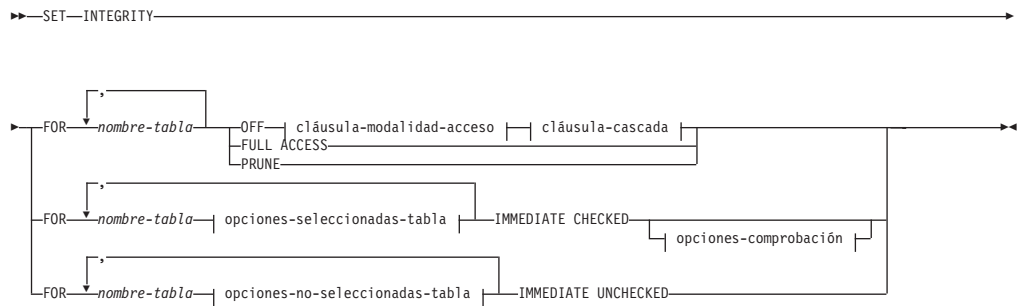 SET INTEGRITY
,
FOR nombre-tabla OFF cláusula-modalidad-acceso cláusula-cascada
FULL ACCESS
PRUNE
,
FOR nombre-tabla opciones-seleccionadas-tabla IMMEDIATE CHECKED
opciones-comprobación
,
FOR nombre-tabla opciones-no-seleccionadas-tabla IMMEDIATE UNCHECKED